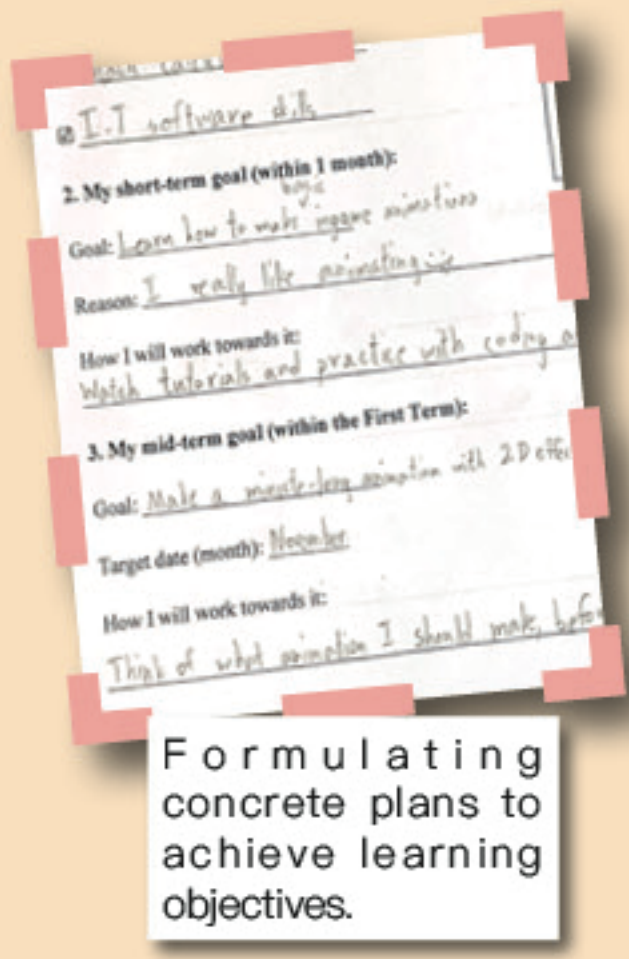 I.T software skills
2. My short-term goal (within 1 month):
Goal: Learn how to make ingame animations
Reason: I really like animating
How I will work towards it:
Watch tutorials and practice with coding
3. My mid-term goal (within the First Term):
Goal: Make a minute-long animation with 2D effec
Target date (month): November
How I will work towards it:
Think of what animation I should make, befo
Formulating
concrete plans to
achieve learning
objectives.